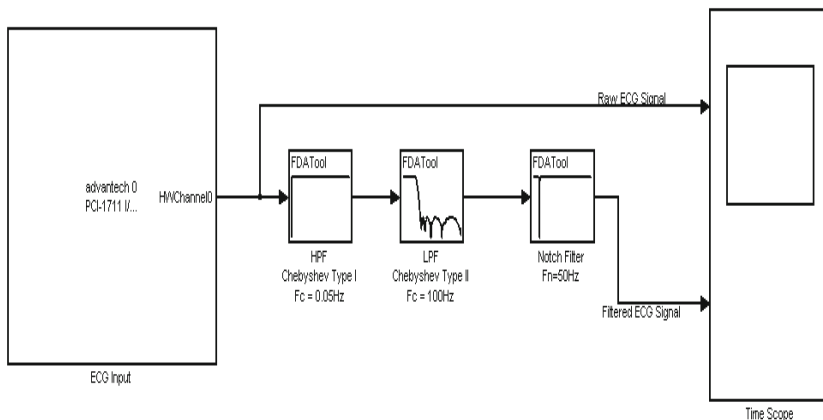 advantech 0
PCI-1711 I/...
HWChannel0
ECG Input
FDATool
HPF
Chebyshev Type I
Fc = 0.05Hz
FDATool
LPF
Chebyshev Type II
Fc = 100Hz
FDATool
Notch Filter
Fn=50Hz
Raw ECG Signal
Filtered ECG Signal
Time Scope